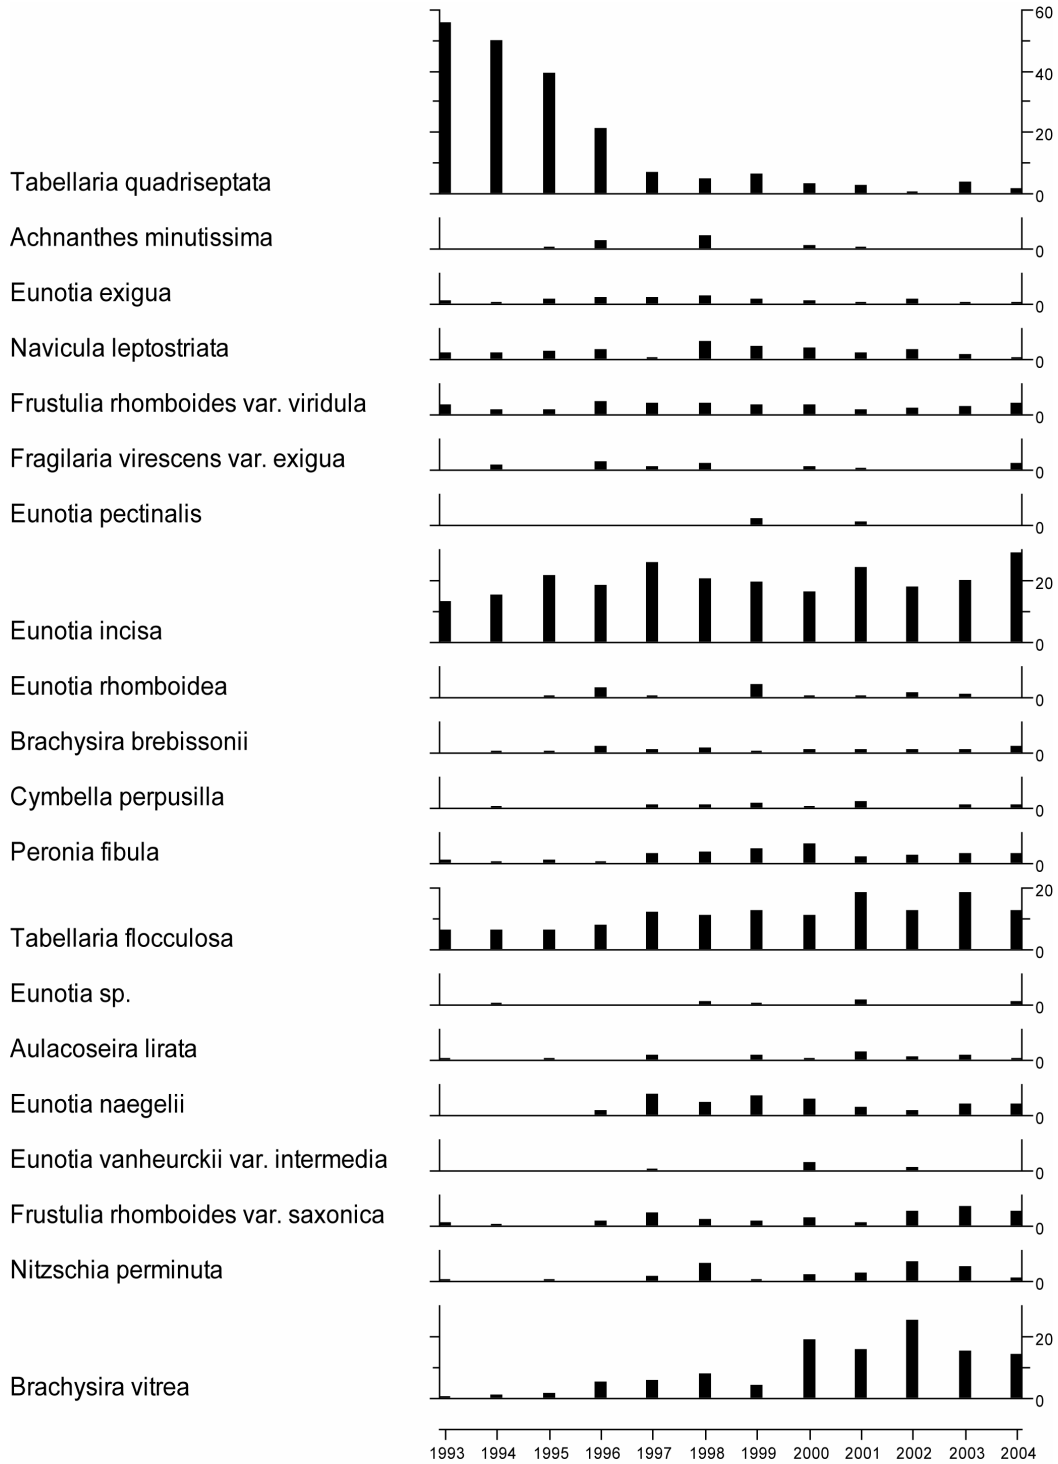 60
40
20
Tabellaria quadriseptata
0
Achnanthes minutissima
0
Eunotia exigua
0
Navicula leptostriata
0
Frustulia rhomboides var. viridula
0
Fragilaria virescens var. exigua
0
Eunotia pectinalis
0
20
Eunotia incisa
0
Eunotia rhomboidea
0
Brachysira brebissonii
0
Cymbella perpusilla
0
Peronia fibula
0
20
Tabellaria flocculosa
0
Eunotia sp.
0
Aulacoseira lirata
0
Eunotia naegelii
0
Eunotia vanheurckii var. intermedia
0
Frustulia rhomboides var. saxonica
0
Nitzschia perminuta
0
20
Brachysira vitrea
0
1993 1994 1995 1996 1997 1998 1999 2000 2001 2002 2003 2004